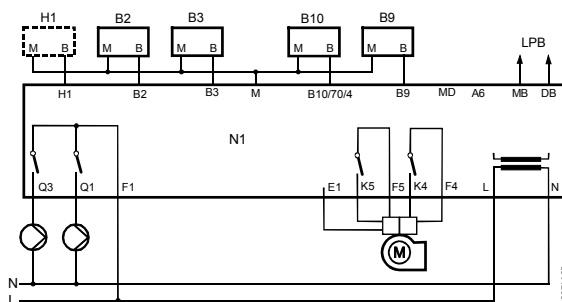 H1 B2 B3 B10 B9
LPB
M B M B M B M B M B
H1 B2 B3 M B10/70/4 B9 MD A6 MB DB
N1
Q3 Q1 F1 E1 K5 F5 K4 F4 L N
M
N
L